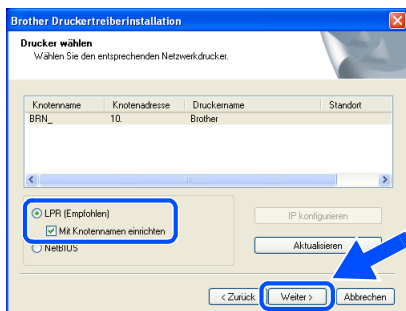 Brother Druckertreiberinstallation
Drucker wählen
Wählen Sie den entsprechenden Netzwerkdrucker.
Knotenname Knotenadresse Druckername Standort
BRN_ 10. Brother
LPR (Empfohlen)
Mit Knotennamen einrichten
NetBIOS
IP konfigurieren
Aktualisieren
< Zurück Weiter > Abbrechen